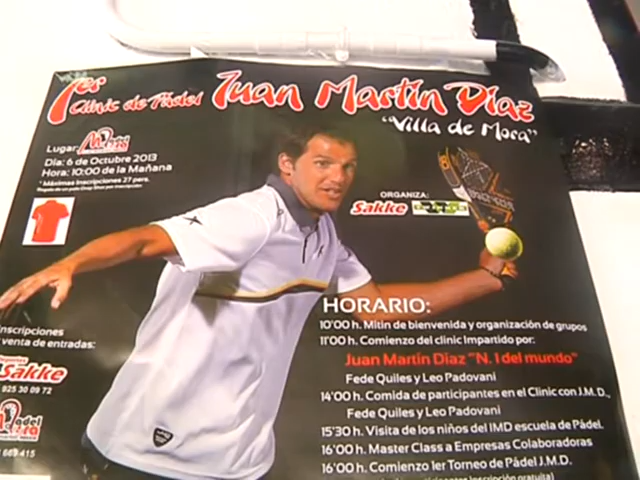 1er Clinic de Pádel Juan Martín Díaz
"Villa de Mora"
Lugar: Padel
Día: 6 de Octubre 2013
Hora: 10:00 de la Mañana
* Máximas Inscripciones 27 pers.
ORGANIZA:
Sakke
HORARIO:
10'00 h. Mitin de bienvenida y organización de grupos
11'00 h. Comienzo del clinic Impartido por:
Juan Martín Díaz "N. 1 del mundo"
Fede Quiles y Leo Padovani
14'00 h. Comida de participantes en el Clinic con J.M.D.,
Fede Quiles y Leo Padovani
15'30 h. Visita de los niños del IMD escuela de Pádel.
16'00 h. Master Class a Empresas Colaboradoras
16'00 h. Comienzo 1er Torneo de Pádel J.M.D.
inscripciones
venta de entradas:
Sakke
925 30 09 72
Padel
669 415